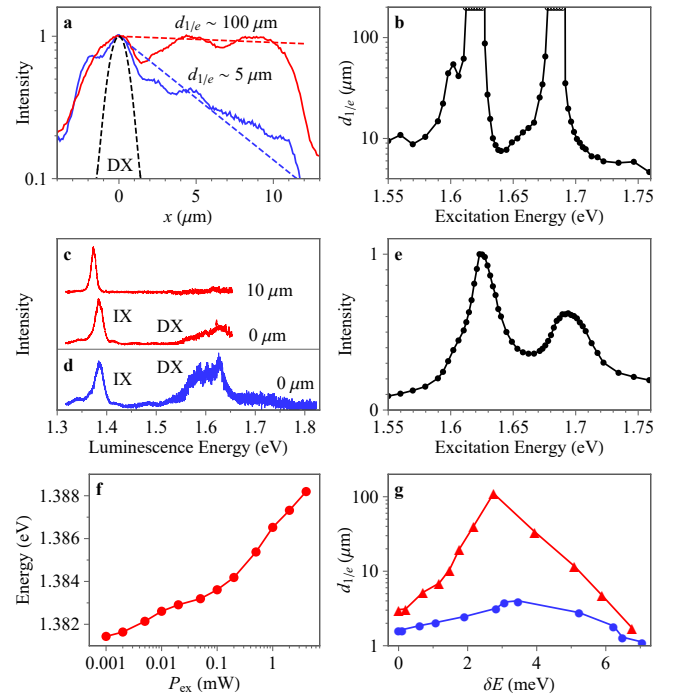 a
d1/e ~ 100 μm
d1/e ~ 5 μm
DX
Intensity
1
0.1
0
5
10
x (μm)
b
d1/e (μm)
100
10
1.55
1.6
1.65
1.7
1.75
Excitation Energy (eV)
c
10 μm
IX
DX
0 μm
d
IX
DX
0 μm
Intensity
1.3
1.4
1.5
1.6
1.7
1.8
Luminescence Energy (eV)
e
Intensity
1
0
1.55
1.6
1.65
1.7
1.75
Excitation Energy (eV)
f
Energy (eV)
1.388
1.386
1.384
1.382
0.001
0.01
0.1
1
Pex (mW)
g
d1/e (μm)
100
10
1
0
2
4
6
δE (meV)